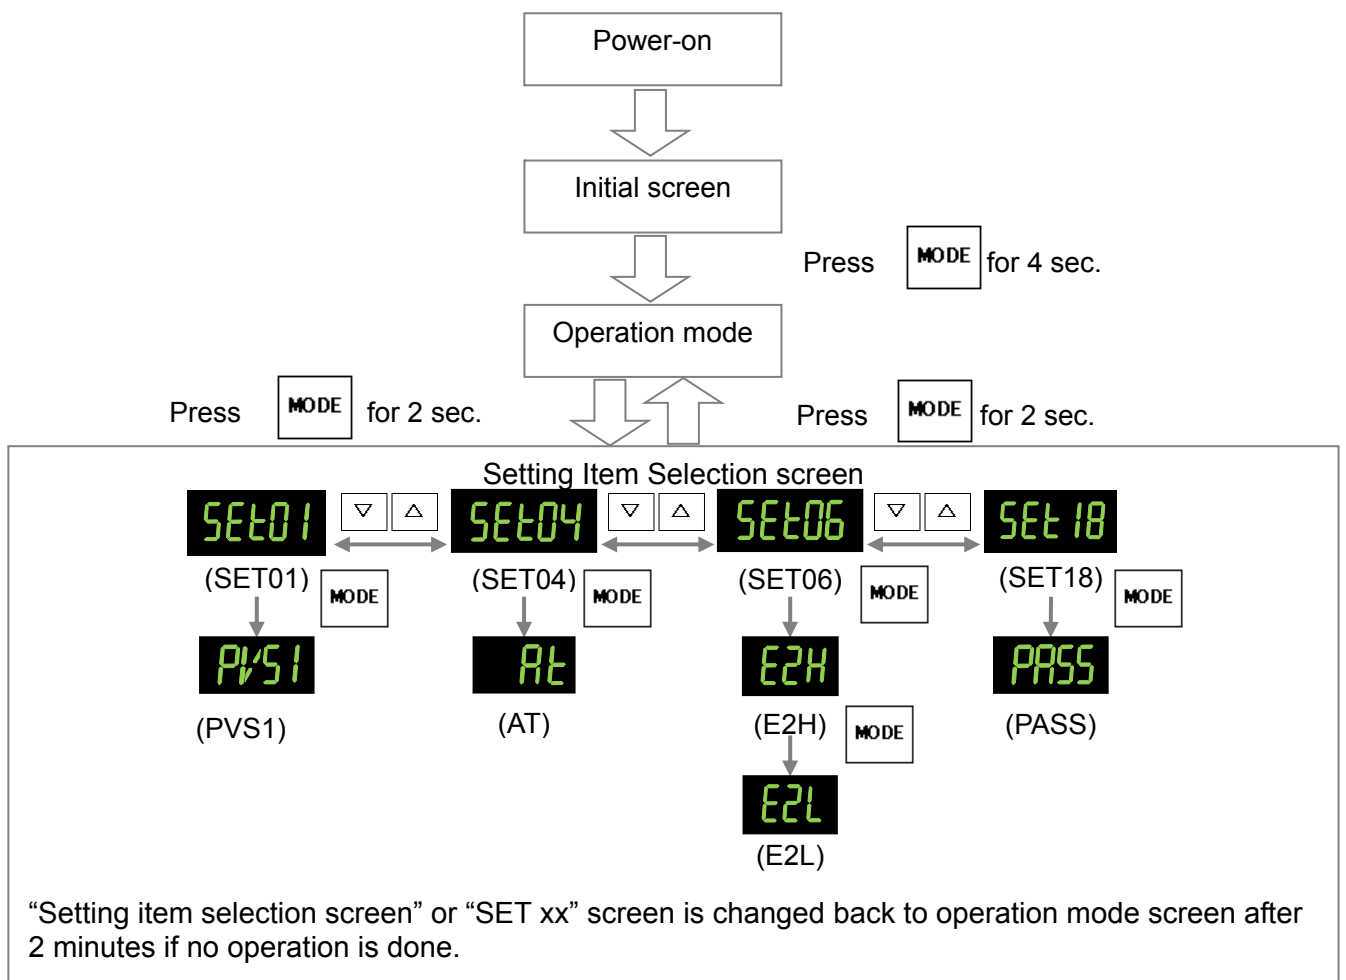 Power-on
Initial screen
Press MODE for 4 sec.
Operation mode
Press MODE for 2 sec.
Press MODE for 2 sec.
Setting Item Selection screen
SEt01 SEt04 SEt06 SEt18
(SET01) MODE (SET04) MODE (SET06) MODE (SET18) MODE
PVS1 At E2H PASS
(PVS1) (AT) (E2H) MODE (PASS)
E2L
(E2L)
“Setting item selection screen” or “SET xx” screen is changed back to operation mode screen after
2 minutes if no operation is done.